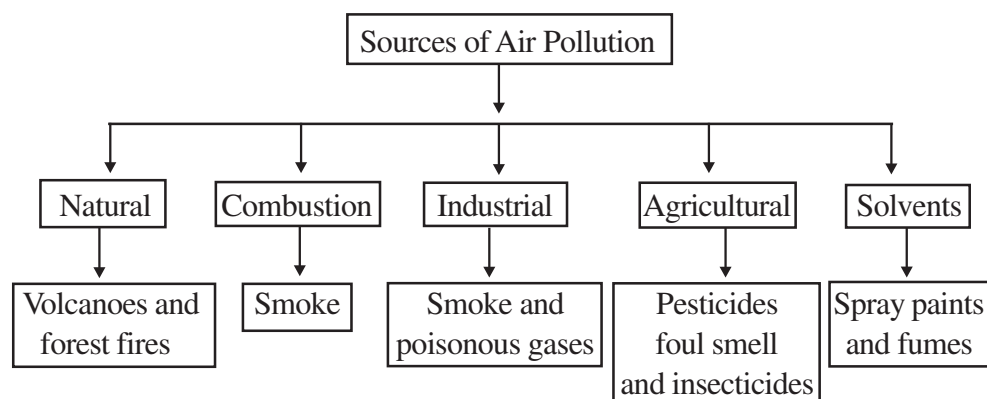 Sources of Air Pollution
Natural
Combustion
Industrial
Agricultural
Solvents
Volcanoes and
forest fires
Smoke
Smoke and
poisonous gases
Pesticides
foul smell
and insecticides
Spray paints
and fumes